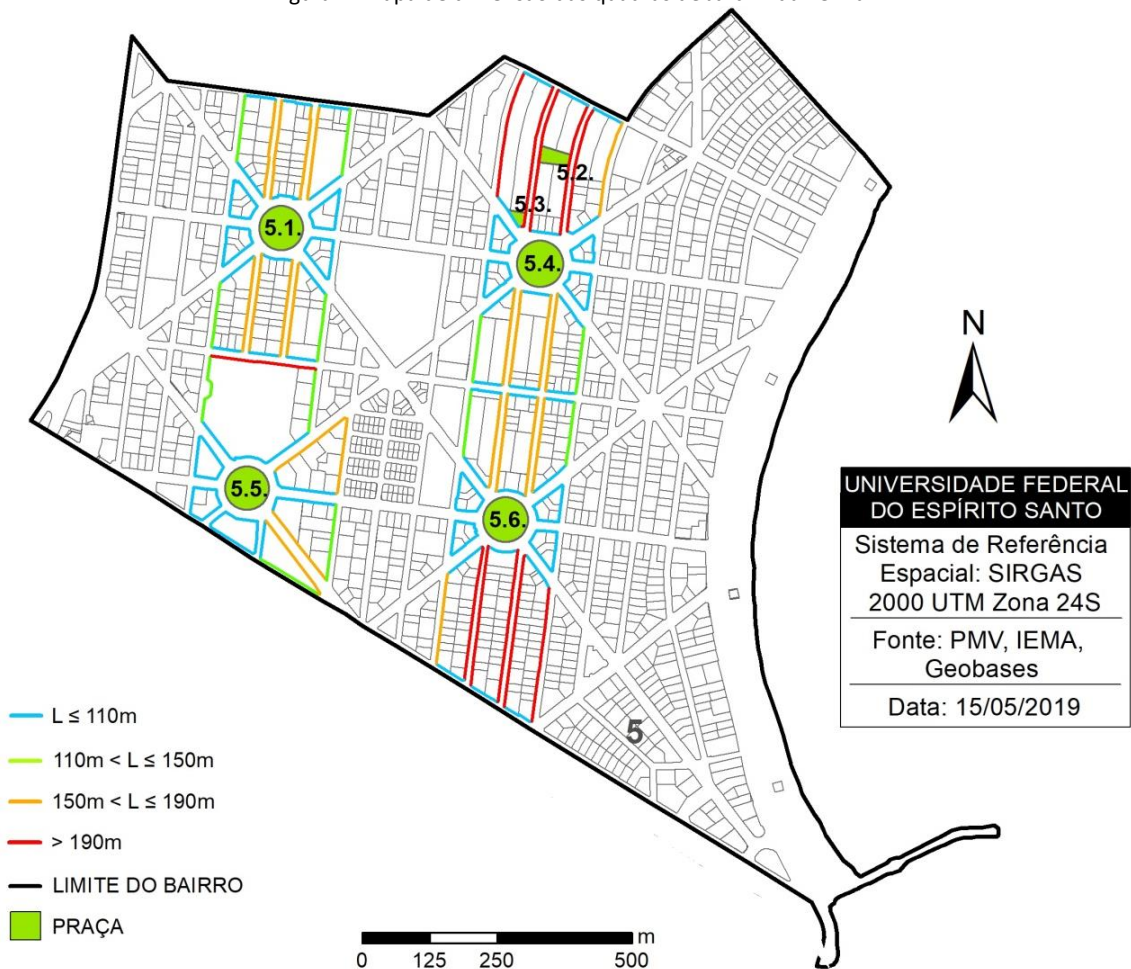 5.1.
5.2.
5.3.
5.4.
5.5.
5.6.
5
N
UNIVERSIDADE FEDERAL
DO ESPÍRITO SANTO
Sistema de Referência
Espacial: SIRGAS
2000 UTM Zona 24S
Fonte: PMV, IEMA,
Geobases
Data: 15/05/2019
L ≤ 110m
110m < L ≤ 150m
150m < L ≤ 190m
> 190m
LIMITE DO BAIRRO
PRAÇA
m
0 125 250 500